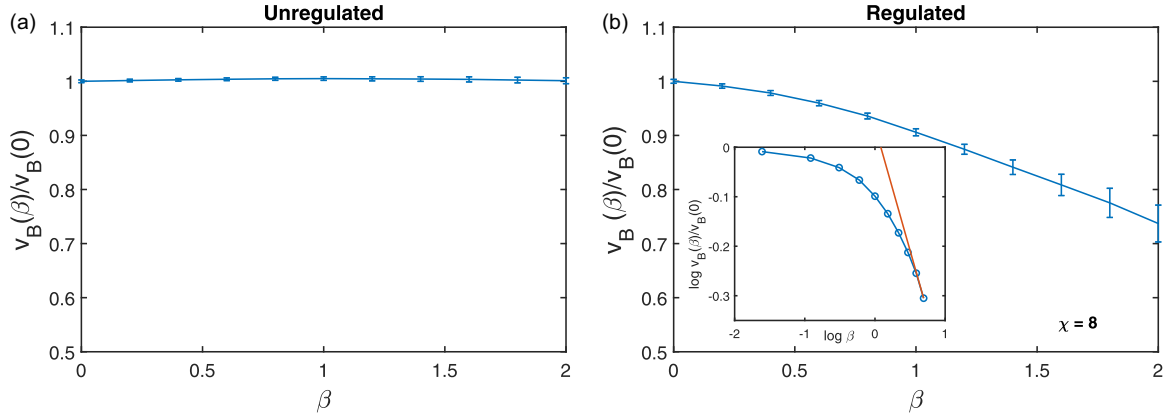 (a)
Unregulated
1.1
1
0.9
0.8
0.7
0.6
0.5
v_B(β)/v_B(0)
0
0.5
1
1.5
2
β
(b)
Regulated
1.1
1
0.9
0.8
0.7
0.6
0.5
v_B (β)/v_B(0)
0
0.5
1
1.5
2
β
0
-0.1
-0.2
-0.3
log v_B(β)/v_B(0)
-2
-1
0
1
log β
χ = 8